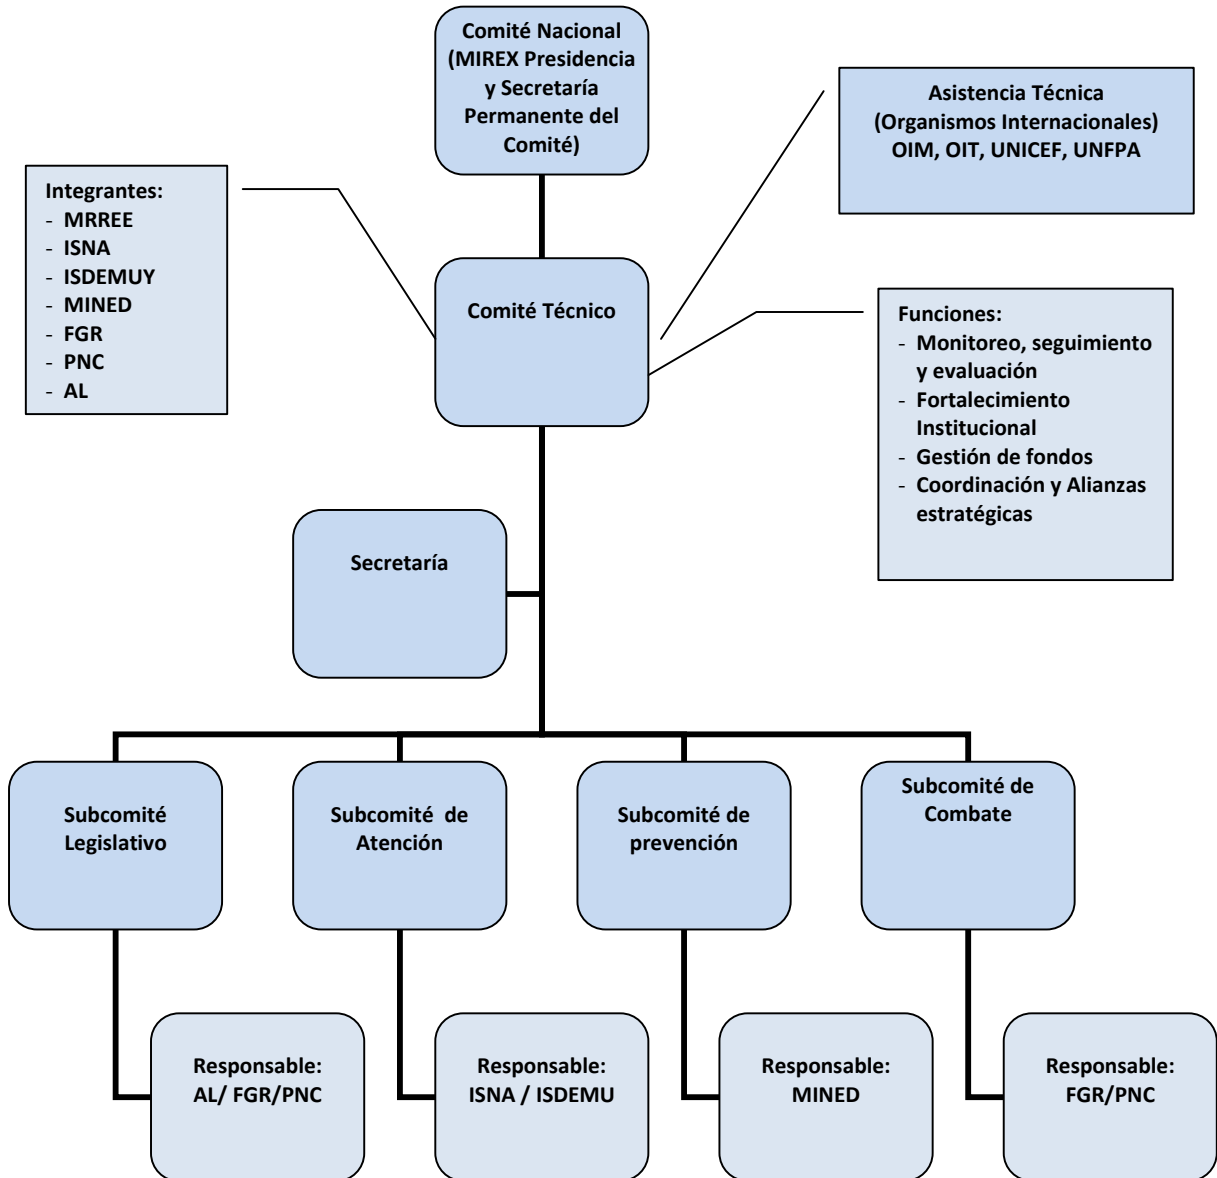 Comité Nacional
(MIREX Presidencia
y Secretaría
Permanente del
Comité)
Asistencia Técnica
(Organismos Internacionales)
OIM, OIT, UNICEF, UNFPA
Integrantes:
- MRREE
- ISNA
- ISDEMUY
- MINED
- FGR
- PNC
- AL
Comité Técnico
Funciones:
- Monitoreo, seguimiento
y evaluación
- Fortalecimiento
Institucional
- Gestión de fondos
- Coordinación y Alianzas
estratégicas
Secretaría
Subcomité
Legislativo
Subcomité de
Atención
Subcomité de
prevención
Subcomité de
Combate
Responsable:
AL/ FGR/PNC
Responsable:
ISNA / ISDEMU
Responsable:
MINED
Responsable:
FGR/PNC